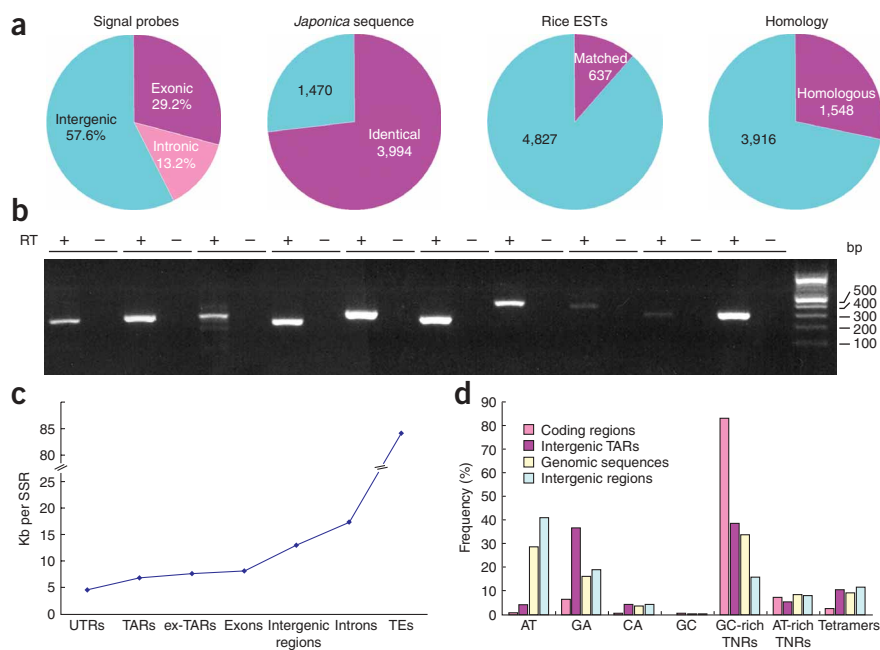 a
Signal probes
Japonica sequence
Rice ESTs
Homology
Exonic
29.2%
Intergenic
57.6%
Intronic
13.2%
1,470
Identical
3,994
Matched
637
4,827
Homologous
1,548
3,916
b
RT + − + − + − + − + − + − + − + − + − + − bp
500
400
300
200
100
c
Kb per SSR
85
80
25
20
15
10
5
0
UTRs TARs ex-TARs Exons Intergenic regions Introns TEs
d
Frequency (%)
90
80
70
60
50
40
30
20
10
0
Coding regions
Intergenic TARs
Genomic sequences
Intergenic regions
AT GA CA GC GC-rich TNRs AT-rich TNRs Tetramers